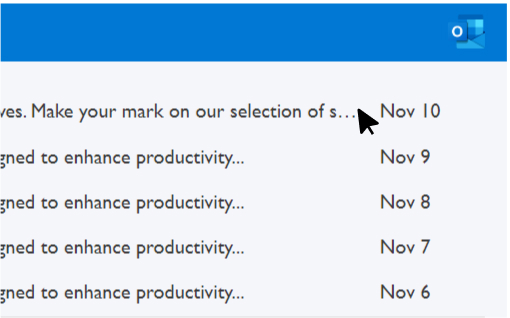 O
ves. Make your mark on our selection of s... Nov 10
gned to enhance productivity... Nov 9
gned to enhance productivity... Nov 8
gned to enhance productivity... Nov 7
gned to enhance productivity... Nov 6